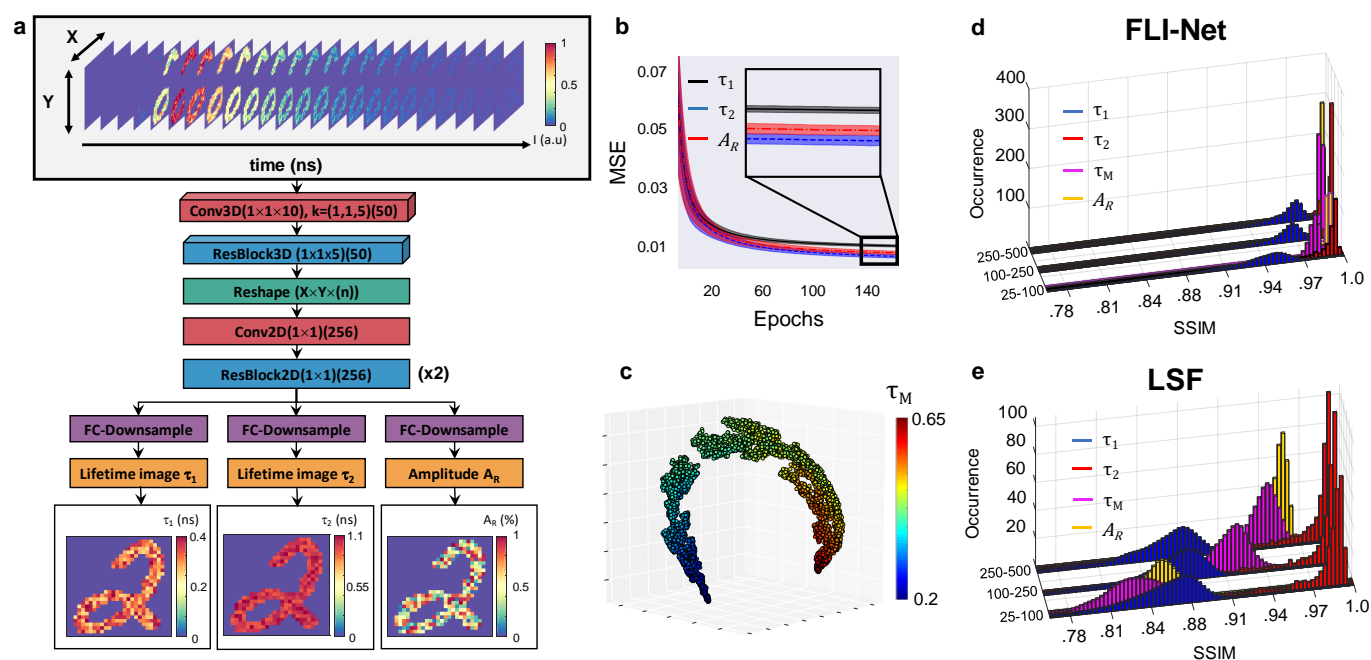 a
X
Y
1
0.5
0
I (a.u)
time (ns)
Conv3D(1×1×10), k=(1,1,5)(50)
ResBlock3D (1x1x5)(50)
Reshape (X×Y×(n))
Conv2D(1×1)(256)
ResBlock2D(1×1)(256)
(x2)
FC-Downsample
FC-Downsample
FC-Downsample
Lifetime image τ1
Lifetime image τ2
Amplitude AR
τ1 (ns)
0.4
0.2
0
τ2 (ns)
1.1
0.55
0
AR (%)
1
0.5
0
b
0.07
0.05
0.03
0.01
MSE
τ1
τ2
AR
20
60
100
140
Epochs
c
τM
0.65
0.2
d
FLI-Net
400
300
200
100
Occurrence
τ1
τ2
τM
AR
250-500
100-250
25-100
.78
.81
.84
.88
.91
.94
.97
1.0
SSIM
e
LSF
100
80
60
40
20
Occurrence
τ1
τ2
τM
AR
250-500
100-250
25-100
.78
.81
.84
.88
.91
.94
.97
1.0
SSIM